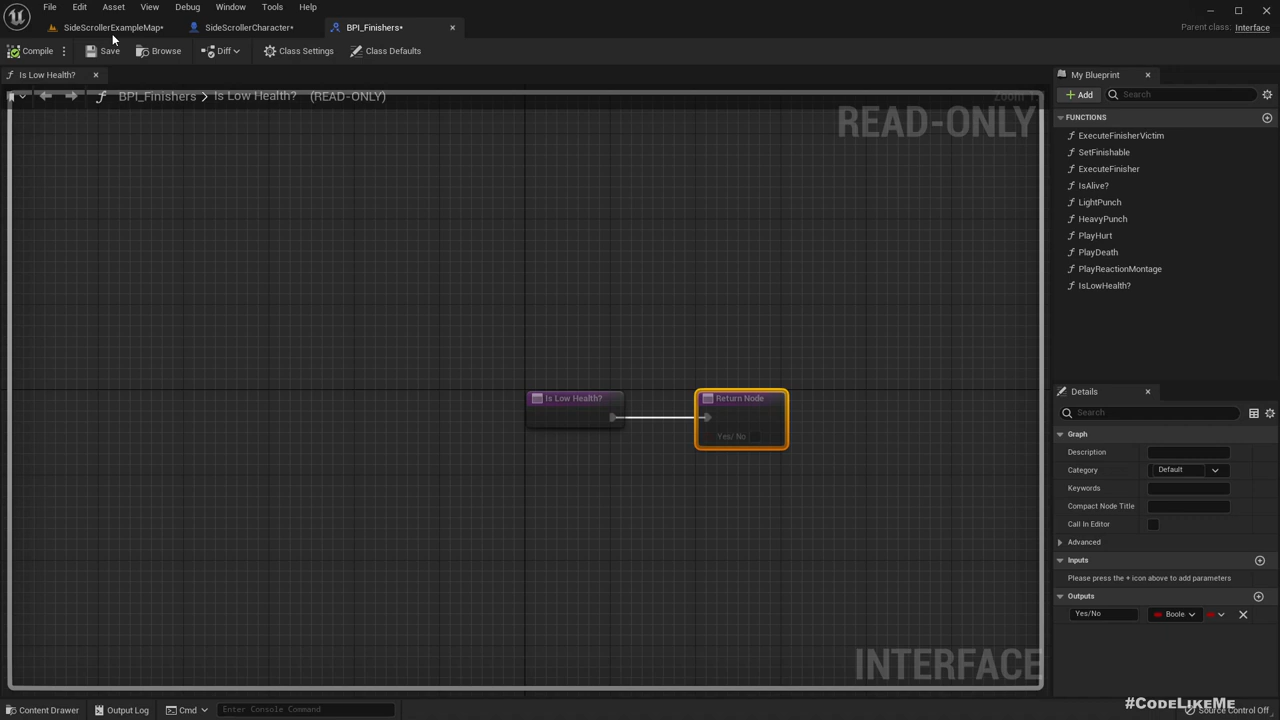 File Edit Asset View Debug Window Tools Help
SideScrollerExampleMap* SideScrollerCharacter* BPI_Finishers* Parent class: Interface
Compile Save Browse Diff Class Settings Class Defaults
Is Low Health? My Blueprint
BPI_Finishers > Is Low Health? (READ-ONLY) Add Search
READ-ONLY
FUNCTIONS
ExecuteFinisherVictim
SetFinishable
ExecuteFinisher
IsAlive?
LightPunch
HeavyPunch
PlayHurt
PlayDeath
PlayReactionMontage
IsLowHealth?
Is Low Health? Return Node
Yes/ No
Details
Search
Graph
Description
Category Default
Keywords
Compact Node Title
Call In Editor
Advanced
Inputs
Please press the + icon above to add parameters
Outputs
Yes/No Boole
INTERFACE
Content Drawer Output Log Cmd Enter Console Command Source Control Off
#CodeLikeMe